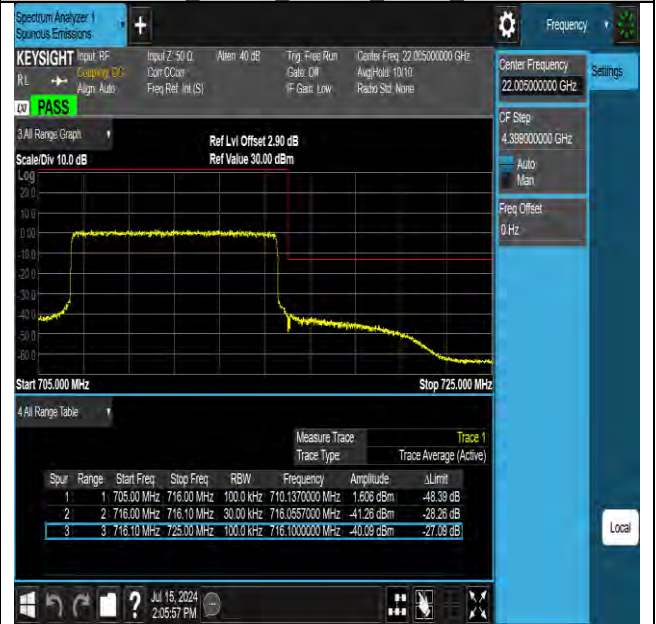 Spectrum Analyzer 1
Spurious Emissions
Frequency
KEYSIGHT
Input: RF
Coupling: DC
Align: Auto
Input Z: 50 Ω
Corr CCorr
Freq Ref: Int (S)
Atten: 40 dB
Trig: Free Run
Gate: Off
IF Gain: Low
Center Freq: 22.005000000 GHz
Avg|Hold: 10/10
Radio Std: None
RL
LXI PASS
Center Frequency
22.005000000 GHz
Settings
CF Step
4.399000000 GHz
Auto
Man
Freq Offset
0 Hz
3 All Range Graph
Ref Lvl Offset 2.90 dB
Scale/Div 10.0 dB
Ref Value 30.00 dBm
Log
20.0
10.0
0.00
-10.0
-20.0
-30.0
-40.0
-50.0
-60.0
Start 705.000 MHz
Stop 725.000 MHz
4 All Range Table
Measure Trace Trace 1
Trace Type Trace Average (Active)
Spur Range Start Freq Stop Freq RBW Frequency Amplitude ΔLimit
1 1 705.00 MHz 716.00 MHz 100.0 kHz 710.1370000 MHz 1.606 dBm -48.39 dB
2 2 716.00 MHz 716.10 MHz 30.00 kHz 716.0557000 MHz -41.26 dBm -28.26 dB
3 3 716.10 MHz 725.00 MHz 100.0 kHz 716.1000000 MHz -40.09 dBm -27.09 dB
Local
Jul 15, 2024
2:05:57 PM